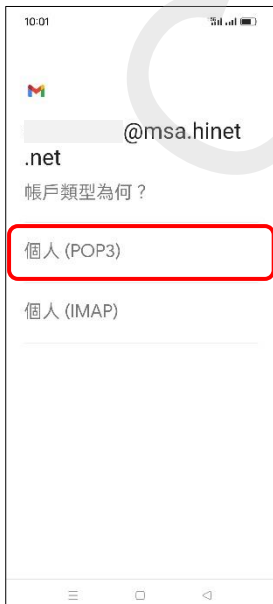 10:01
@msa.hinet
.net
帳戶類型為何？
個人 (POP3)
個人 (IMAP)